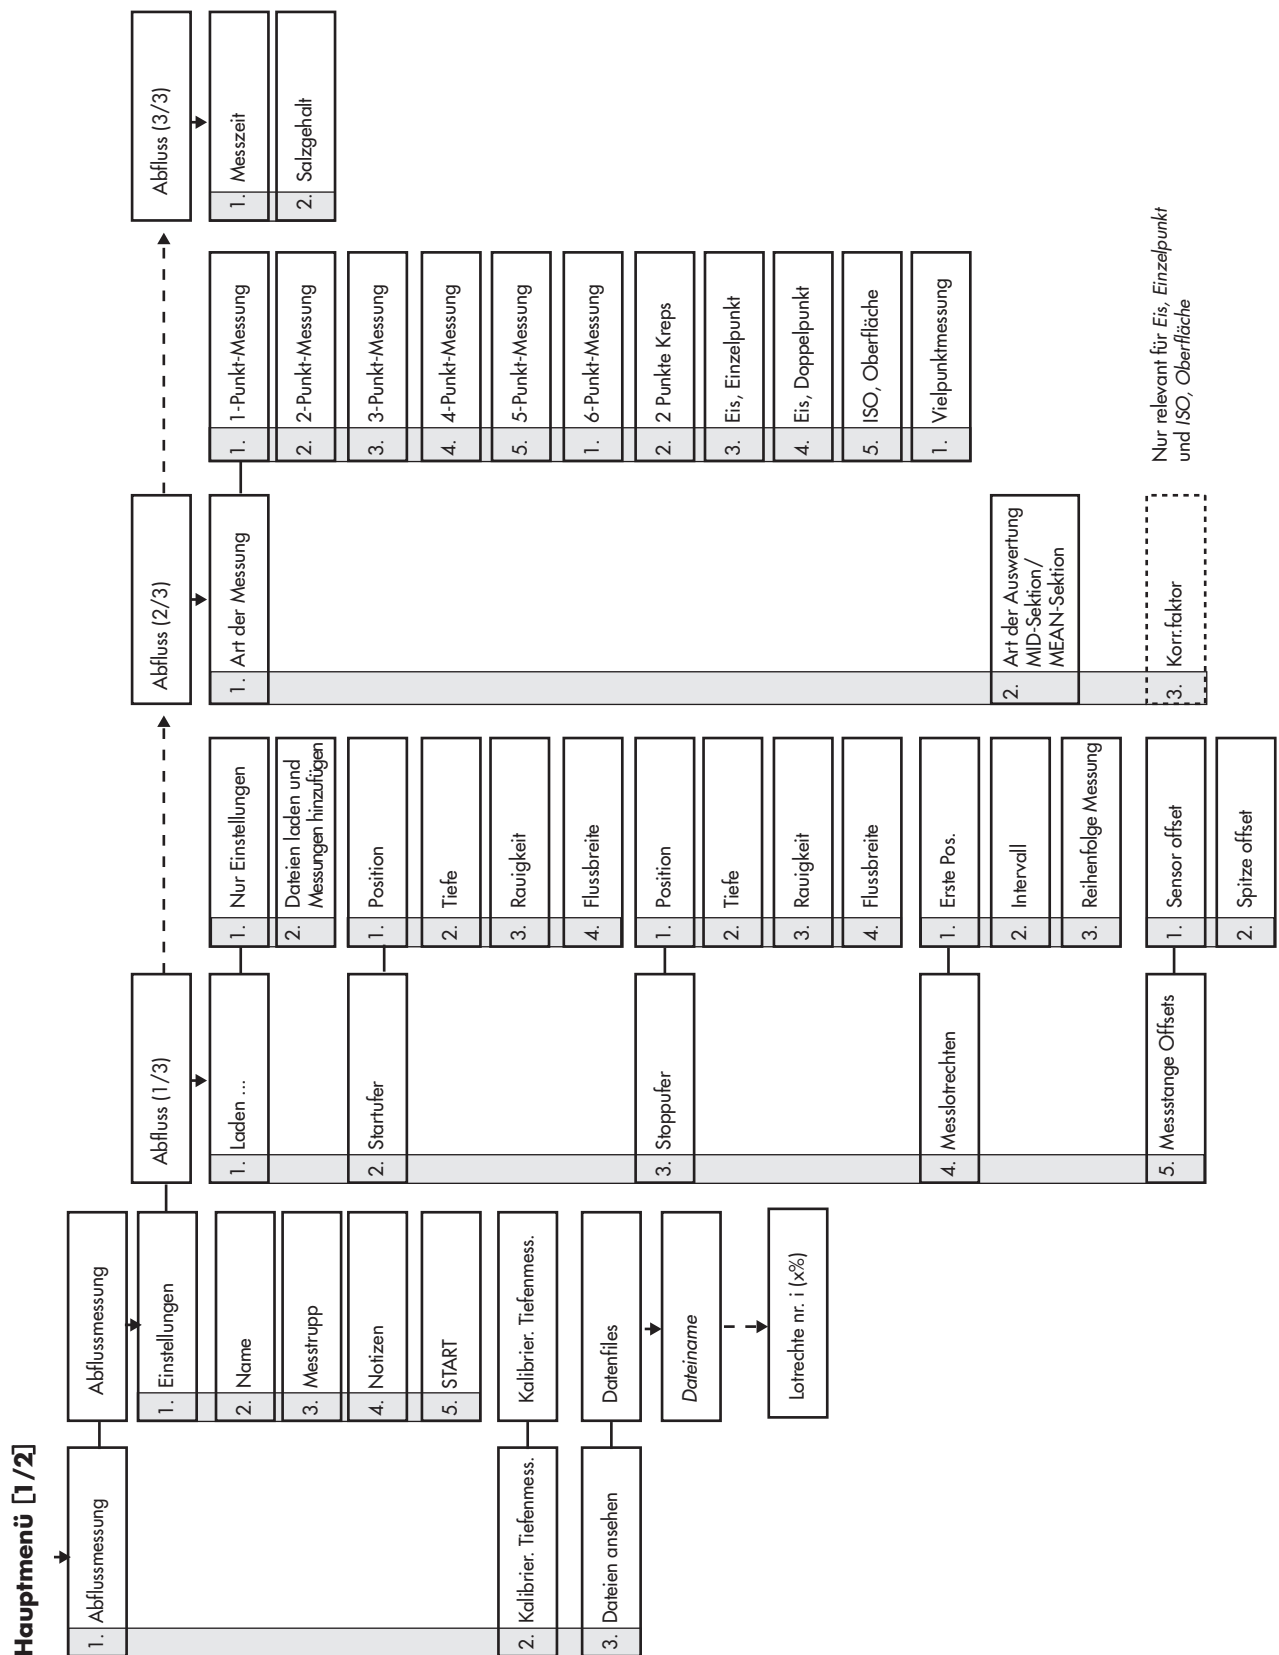 Hauptmenü [1/2]
1. Abflussmessung
2. Kalibrier. Tiefenmess.
3. Dateien ansehen
Abflussmessung
1. Einstellungen
2. Name
3. Messtrupp
4. Notizen
5. START
Kalibrier. Tiefenmess.
Datenfiles
Dateiname
Lotrechte nr. i (x%)
Abfluss (1/3)
1. Laden ...
2. Startufer
3. Stoppufer
4. Messlotrechten
5. Messstange Offsets
1. Nur Einstellungen
2. Dateien laden und
Messungen hinzufügen
1. Position
2. Tiefe
3. Rauigkeit
4. Flussbreite
1. Position
2. Tiefe
3. Rauigkeit
4. Flussbreite
1. Erste Pos.
2. Intervall
3. Reihenfolge Messung
1. Sensor offset
2. Spitze offset
Abfluss (2/3)
1. Art der Messung
2. Art der Auswertung
MID-Sektion/
MEAN-Sektion
3. Korr.faktor
1. 1-Punkt-Messung
2. 2-Punkt-Messung
3. 3-Punkt-Messung
4. 4-Punkt-Messung
5. 5-Punkt-Messung
1. 6-Punkt-Messung
2. 2 Punkte Kreps
3. Eis, Einzelpunkt
4. Eis, Doppelpunkt
5. ISO, Oberfläche
1. Vielpunktmessung
Nur relevant für Eis, Einzelpunkt
und ISO, Oberfläche
Abfluss (3/3)
1. Messzeit
2. Salzgehalt